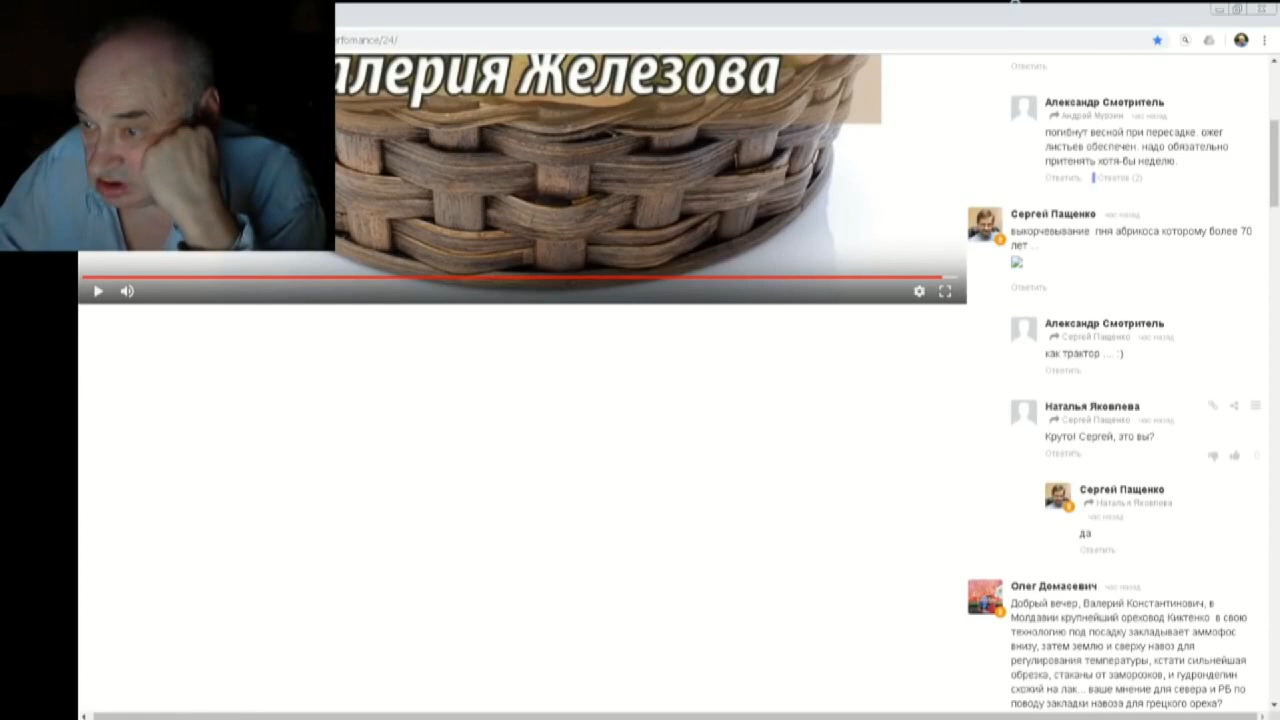 rfomance/24/
алерия Железова
Ответить
Александр Смотритель
Андрей Мурзин час назад
погибнут весной при пересадке. ожег
листьев обеспечен. надо обязательно
притенять хотя-бы неделю.
Ответить Ответов (2)
Сергей Пащенко час назад
выкорчевывание пня абрикоса которому более 70
лет ..
Ответить
Александр Смотритель
Сергей Пащенко час назад
как трактор .... :)
Ответить
Наталья Яковлева
Сергей Пащенко час назад
Круто! Сергей, это вы?
Ответить
0
Сергей Пащенко
Наталья Яковлева
час назад
да
Ответить
Олег Домасевич час назад
Добрый вечер, Валерий Константинович, в
Молдавии крупнейший ореховод Киктенко в свою
технологию под посадку закладывает аммофос
внизу, затем землю и сверху навоз для
регулирования температуры, кстати сильнейшая
обрезка, стаканы от заморозков, и гудрондепин
схожий на лак... ваше мнение для севера и РБ по
поводу закладки навоза для грецкого ореха?